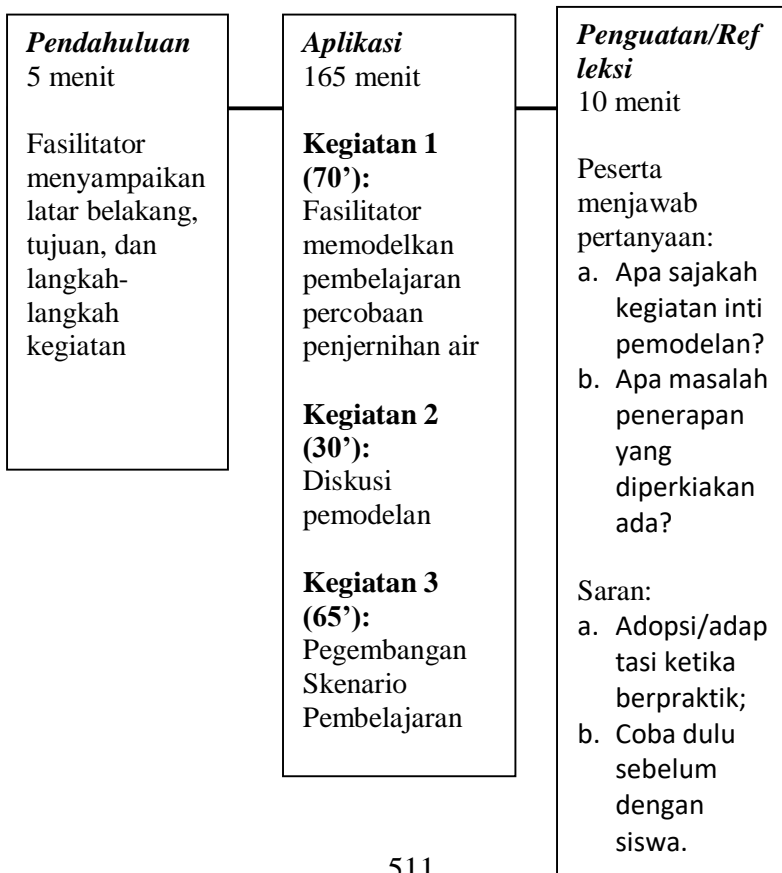 Pendahuluan
5 menit
Fasilitator
menyampaikan
latar belakang,
tujuan, dan
langkah-
langkah
kegiatan
Aplikasi
165 menit
Kegiatan 1
(70’):
Fasilitator
memodelkan
pembelajaran
percobaan
penjernihan air
Kegiatan 2
(30’):
Diskusi
pemodelan
Kegiatan 3
(65’):
Pegembangan
Skenario
Pembelajaran
Penguatan/Ref
leksi
10 menit
Peserta
menjawab
pertanyaan:
a. Apa sajakah
kegiatan inti
pemodelan?
b. Apa masalah
penerapan
yang
diperkiakan
ada?
Saran:
a. Adopsi/adap
tasi ketika
berpraktik;
b. Coba dulu
sebelum
dengan
siswa.
511